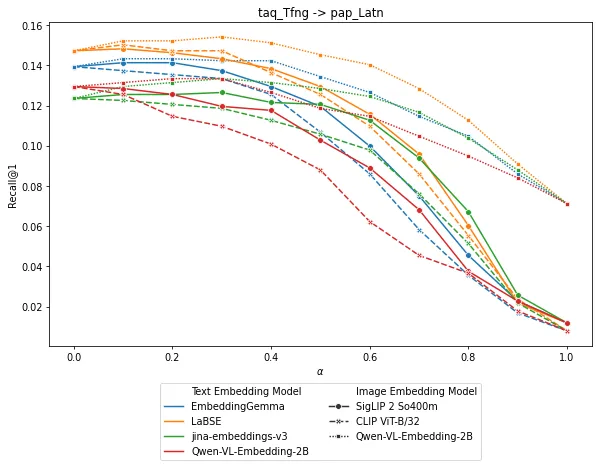 taq_Tfng -> pap_Latn
Recall@1
0.16
0.14
0.12
0.10
0.08
0.06
0.04
0.02
0.0 0.2 0.4 0.6 0.8 1.0
α
Text Embedding Model
EmbeddingGemma
LaBSE
jina-embeddings-v3
Qwen-VL-Embedding-2B
Image Embedding Model
SigLIP 2 So400m
CLIP ViT-B/32
Qwen-VL-Embedding-2B